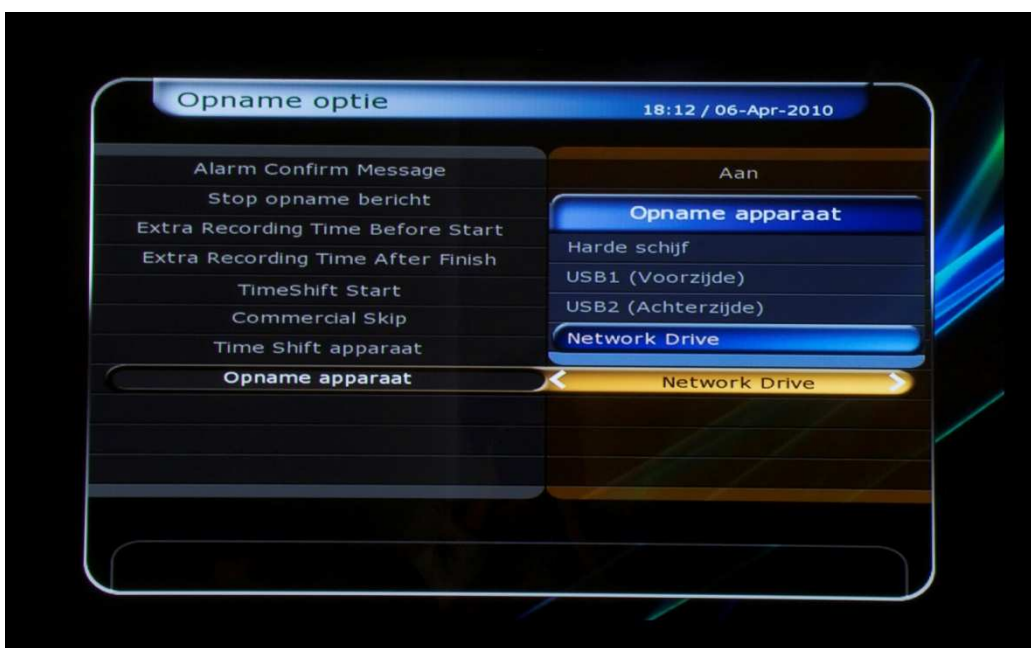 Opname optie
18:12 / 06-Apr-2010
Alarm Confirm Message
Aan
Stop opname bericht
Extra Recording Time Before Start
Extra Recording Time After Finish
TimeShift Start
Commercial Skip
Time Shift apparaat
Opname apparaat
Opname apparaat
Harde schijf
USB1 (Voorzijde)
USB2 (Achterzijde)
Network Drive
Network Drive